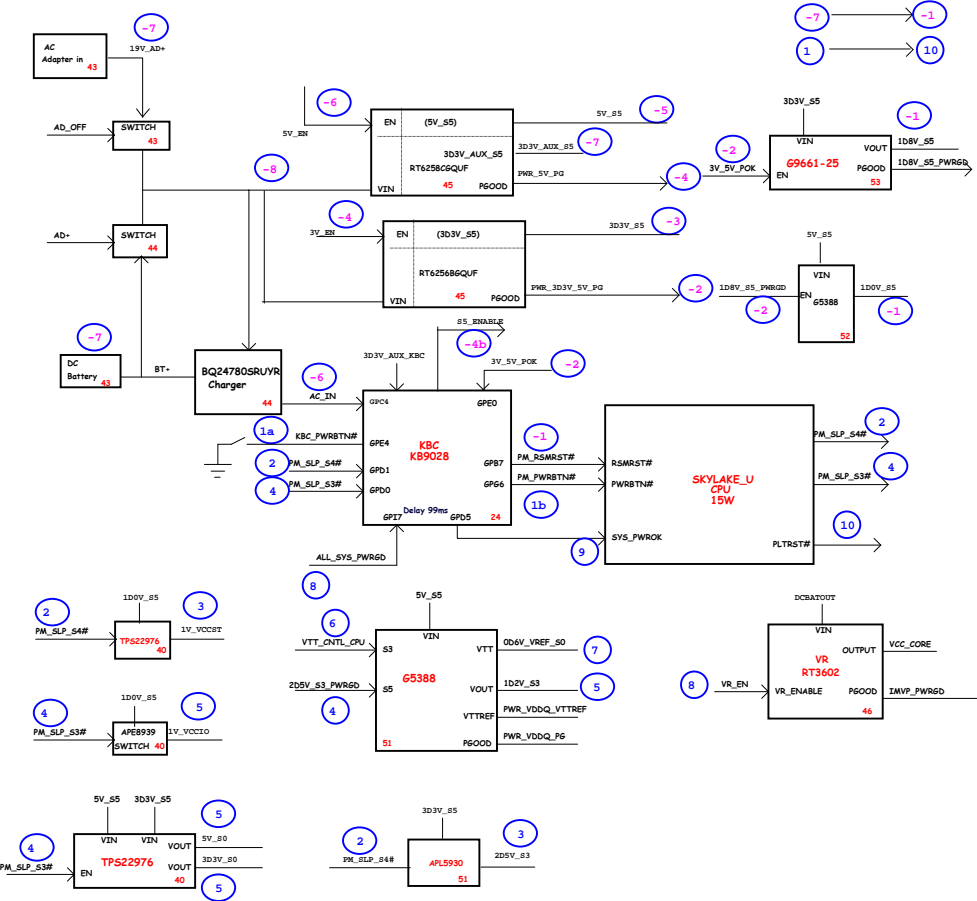 -7
-1
1
10
-7
19V_AD+
AC
Adapter in
43
AD_OFF
SWITCH
43
-8
AD+
SWITCH
44
-7
DC
Battery
43
BT+
BQ24780SRUYR
Charger
44
-6
AC_IN
-6
5V_EN
EN
(5V_S5)
5V_S5
-5
3D3V_AUX_S5
3D3V_AUX_S5
-7
RT6258CGQUF
PWR_5V_PG
-4
VIN
45
PGOOD
-4
3V_EN
EN
(3D3V_S5)
3D3V_S5
-3
RT6256BGQUF
PWR_3D3V_5V_PG
-2
VIN
45
PGOOD
3D3V_S5
VIN
-1
VOUT
1D8V_S5
-2
3V_5V_POK
G9661-25
PGOOD
1D8V_S5_PWRGD
EN
53
5V_S5
VIN
1D8V_S5_PWRGD
EN
G5388
1D0V_S5
-2
-1
52
S5_ENABLE
-4b
3D3V_AUX_KBC
3V_5V_POK
-2
GPC4
GPE0
1a
KBC_PWRBTN#
GPE4
KBC
KB9028
-1
2
PM_SLP_S4#
GPD1
GPB7
PM_RSMRST#
4
PM_SLP_S3#
GPD0
GPG6
PM_PWRBTN#
1b
Delay 99ms
GPI7
GPD5
24
ALL_SYS_PWRGD
8
9
RSMRST#
PWRBTN#
SKYLAKE_U
CPU
15W
SYS_PWROK
PM_SLP_S4#
2
PM_SLP_S3#
4
PLTRST#
10
1D0V_S5
2
PM_SLP_S4#
TPS22976
40
3
1V_VCCST
1D0V_S5
4
PM_SLP_S3#
APE8939
SWITCH
40
5
1V_VCCIO
5V_S5
3D3V_S5
VIN
VIN
4
PM_SLP_S3#
EN
TPS22976
40
VOUT
5V_S0
5
VOUT
3D3V_S0
5
5V_S5
VIN
6
VTT_CNTL_CPU
S3
VTT
0D6V_VREF_S0
7
G5388
2D5V_S3_PWRGD
S5
VOUT
1D2V_S3
5
4
VTTREF
PWR_VDDQ_VTTREF
51
PGOOD
PWR_VDDQ_PG
3D3V_S5
2
PM_SLP_S4#
APL5930
51
3
2D5V_S3
DCBATOUT
VIN
OUTPUT
VCC_CORE
VR
RT3602
8
VR_EN
VR_ENABLE
PGOOD
IMVP_PWRGD
46